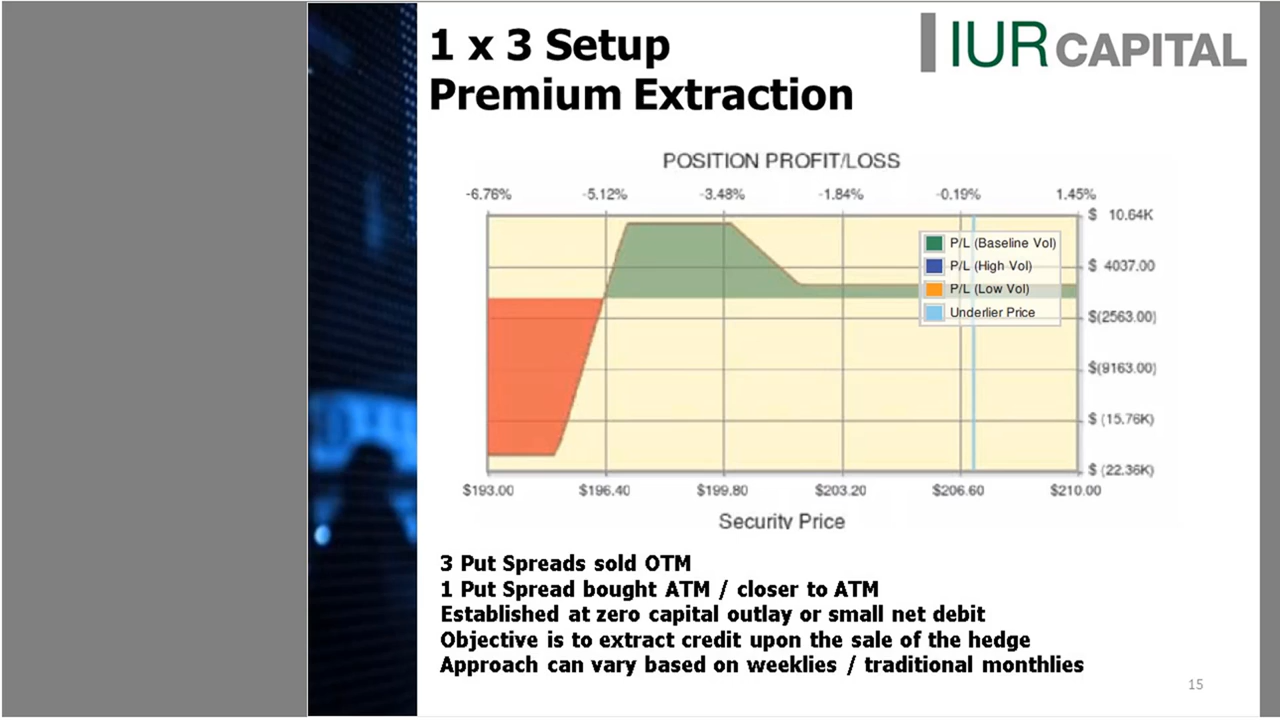 1 x 3 Setup
Premium Extraction
IUR CAPITAL
POSITION PROFIT/LOSS
-6.76% -5.12% -3.48% -1.84% -0.19% 1.45%
$ 10.64K
P/L (Baseline Vol)
P/L (High Vol)
$ 4037.00
P/L (Low Vol)
Underlier Price
$(2563.00)
$(9163.00)
$ (15.76K)
$ (22.36K)
$193.00 $196.40 $199.80 $203.20 $206.60 $210.00
Security Price
3 Put Spreads sold OTM
1 Put Spread bought ATM / closer to ATM
Established at zero capital outlay or small net debit
Objective is to extract credit upon the sale of the hedge
Approach can vary based on weeklies / traditional monthlies
15